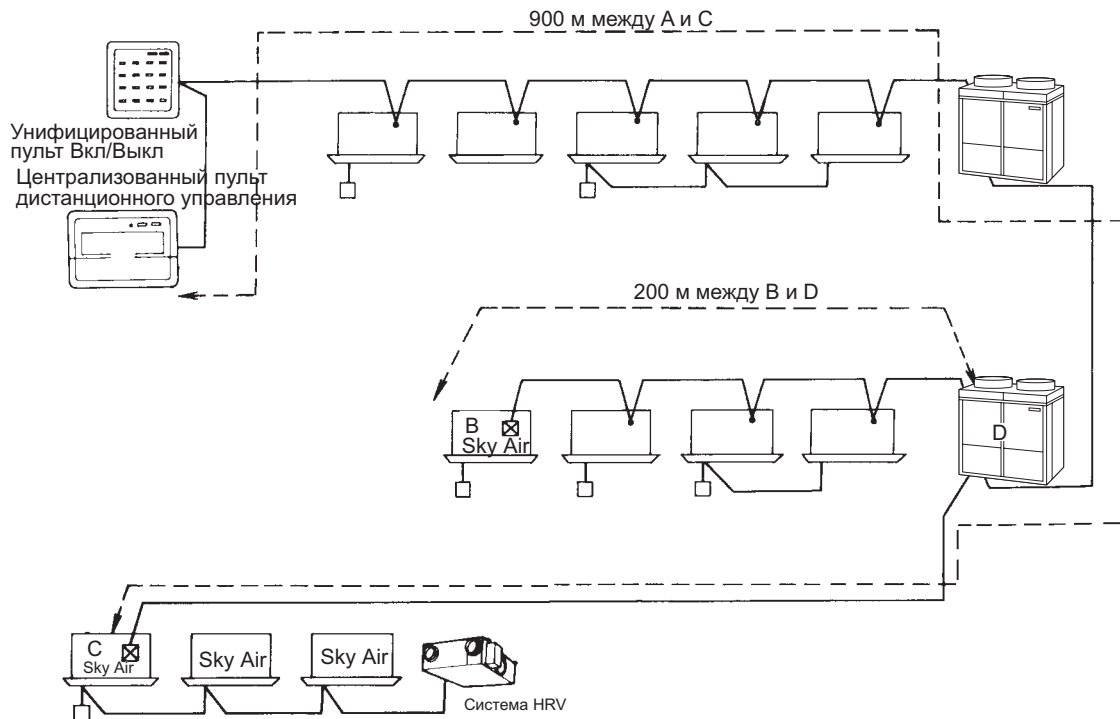 900 м между А и С
Унифицированный
пульт Вкл/Выкл
Централизованный пульт
дистанционного управления
200 м между B и D
B
Sky Air
D
C
Sky Air
Sky Air
Sky Air
Система HRV